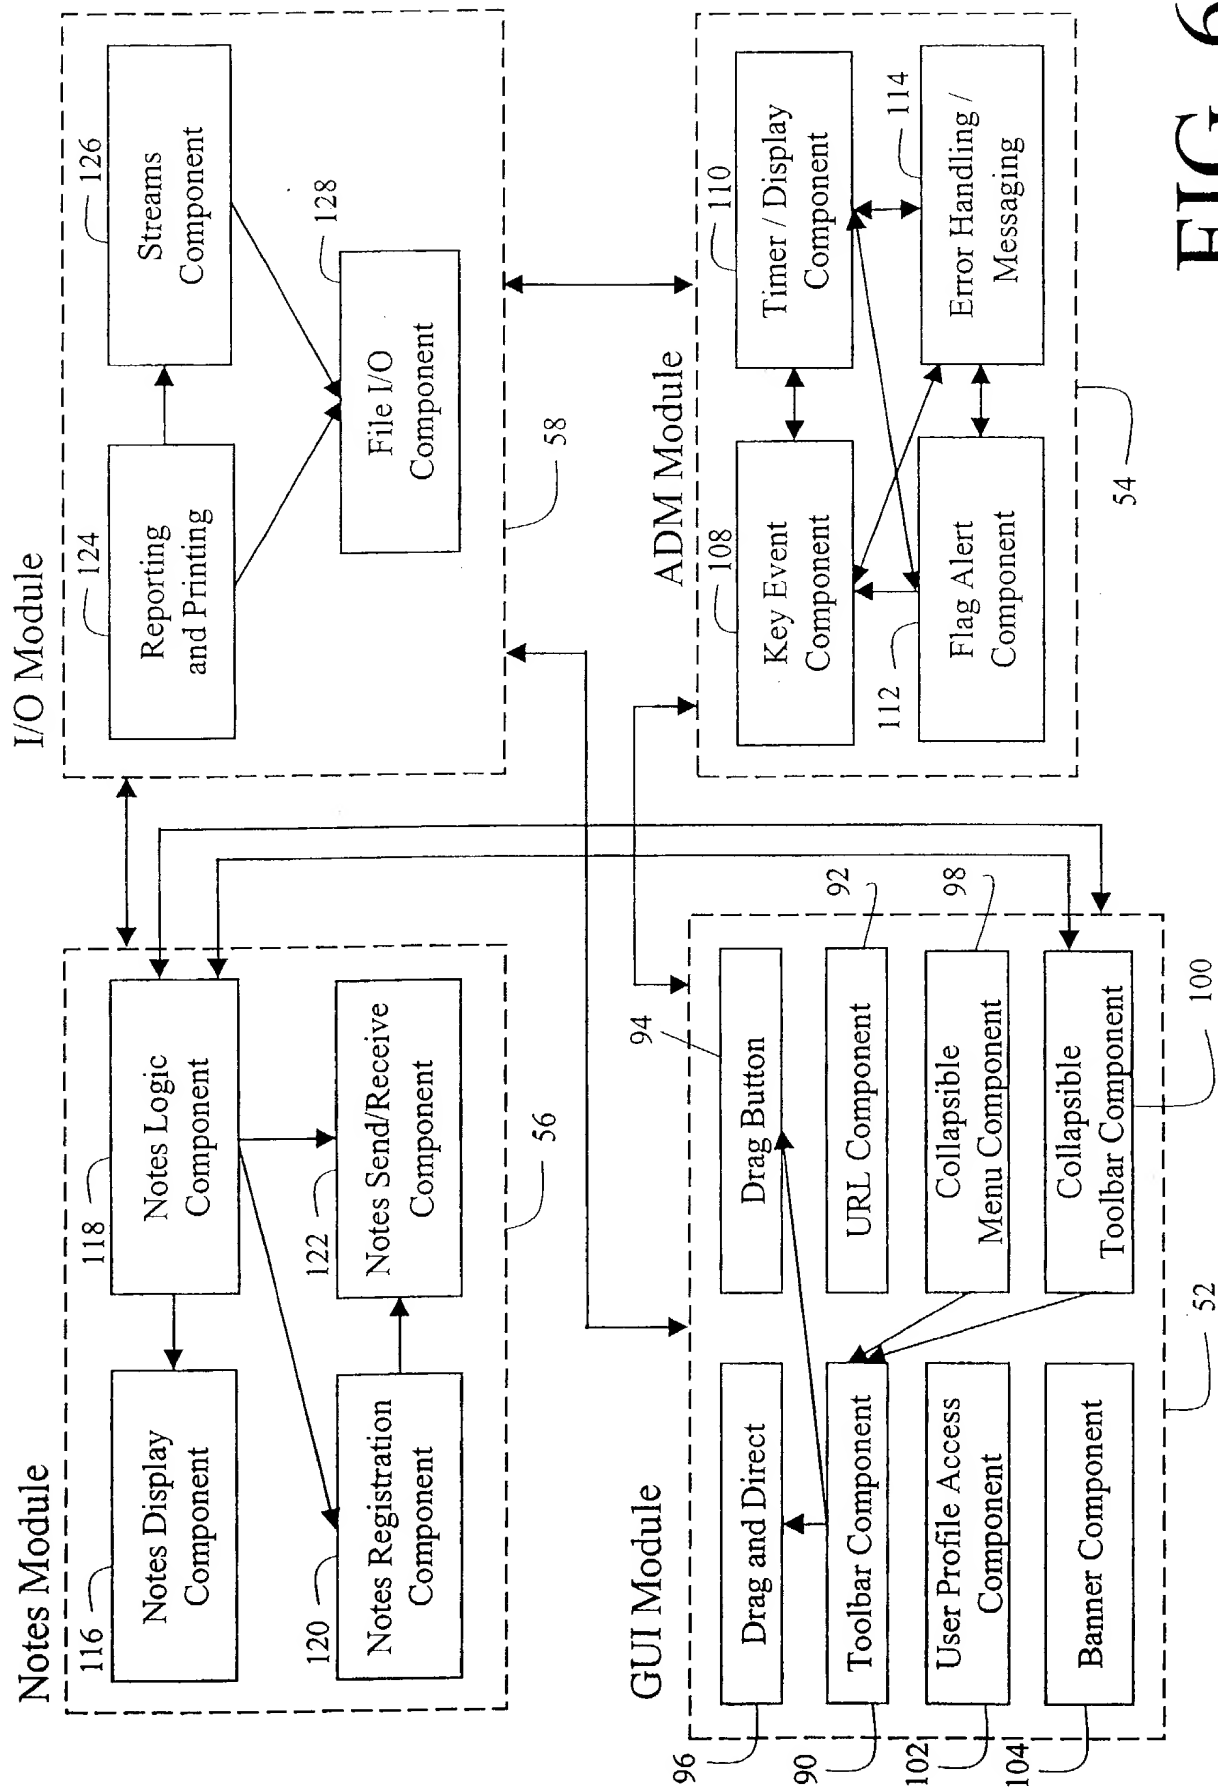 Notes Module
116
Notes Display
Component
118
Notes Logic
Component
120
Notes Registration
Component
122
Notes Send/Receive
Component
56
I/O Module
124
Reporting
and Printing
126
Streams
Component
128
File I/O
Component
58
GUI Module
96
Drag and Direct
94
Drag Button
90
Toolbar Component
92
URL Component
102
User Profile Access
Component
98
Collapsible
Menu Component
104
Banner Component
100
Collapsible
Toolbar Component
52
ADM Module
108
Key Event
Component
110
Timer / Display
Component
112
Flag Alert
Component
114
Error Handling /
Messaging
54
FIG. 6